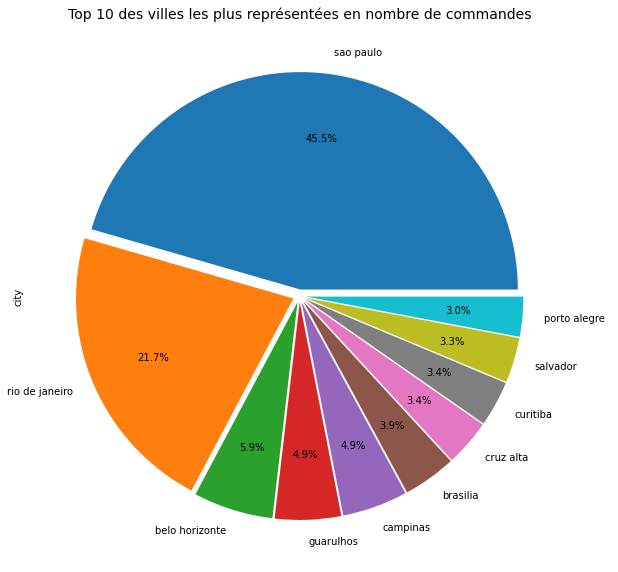 Top 10 des villes les plus représentées en nombre de commandes
sao paulo
45.5%
city
rio de janeiro
21.7%
belo horizonte
5.9%
guarulhos
4.9%
campinas
4.9%
brasilia
3.9%
cruz alta
3.4%
curitiba
3.4%
salvador
3.3%
porto alegre
3.0%